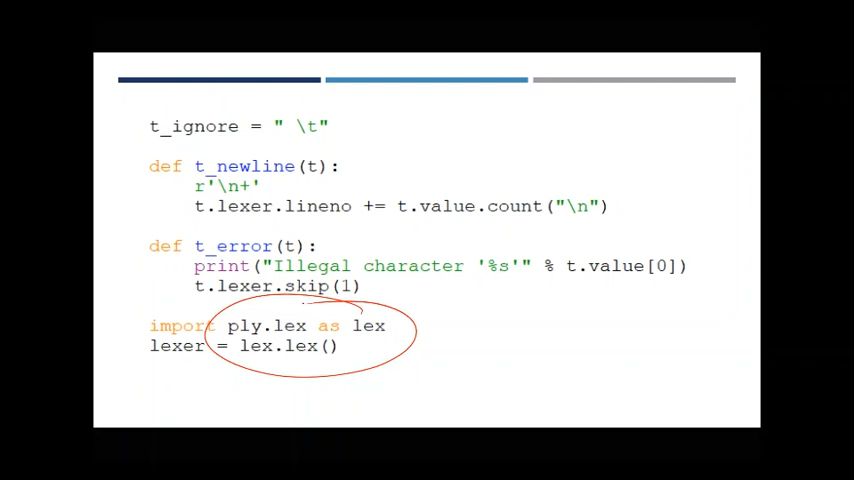 t_ignore = " \t"
def t_newline(t):
r'\n+'
t.lexer.lineno += t.value.count("\n")
def t_error(t):
print("Illegal character '%s'" % t.value[0])
t.lexer.skip(1)
import ply.lex as lex
lexer = lex.lex()